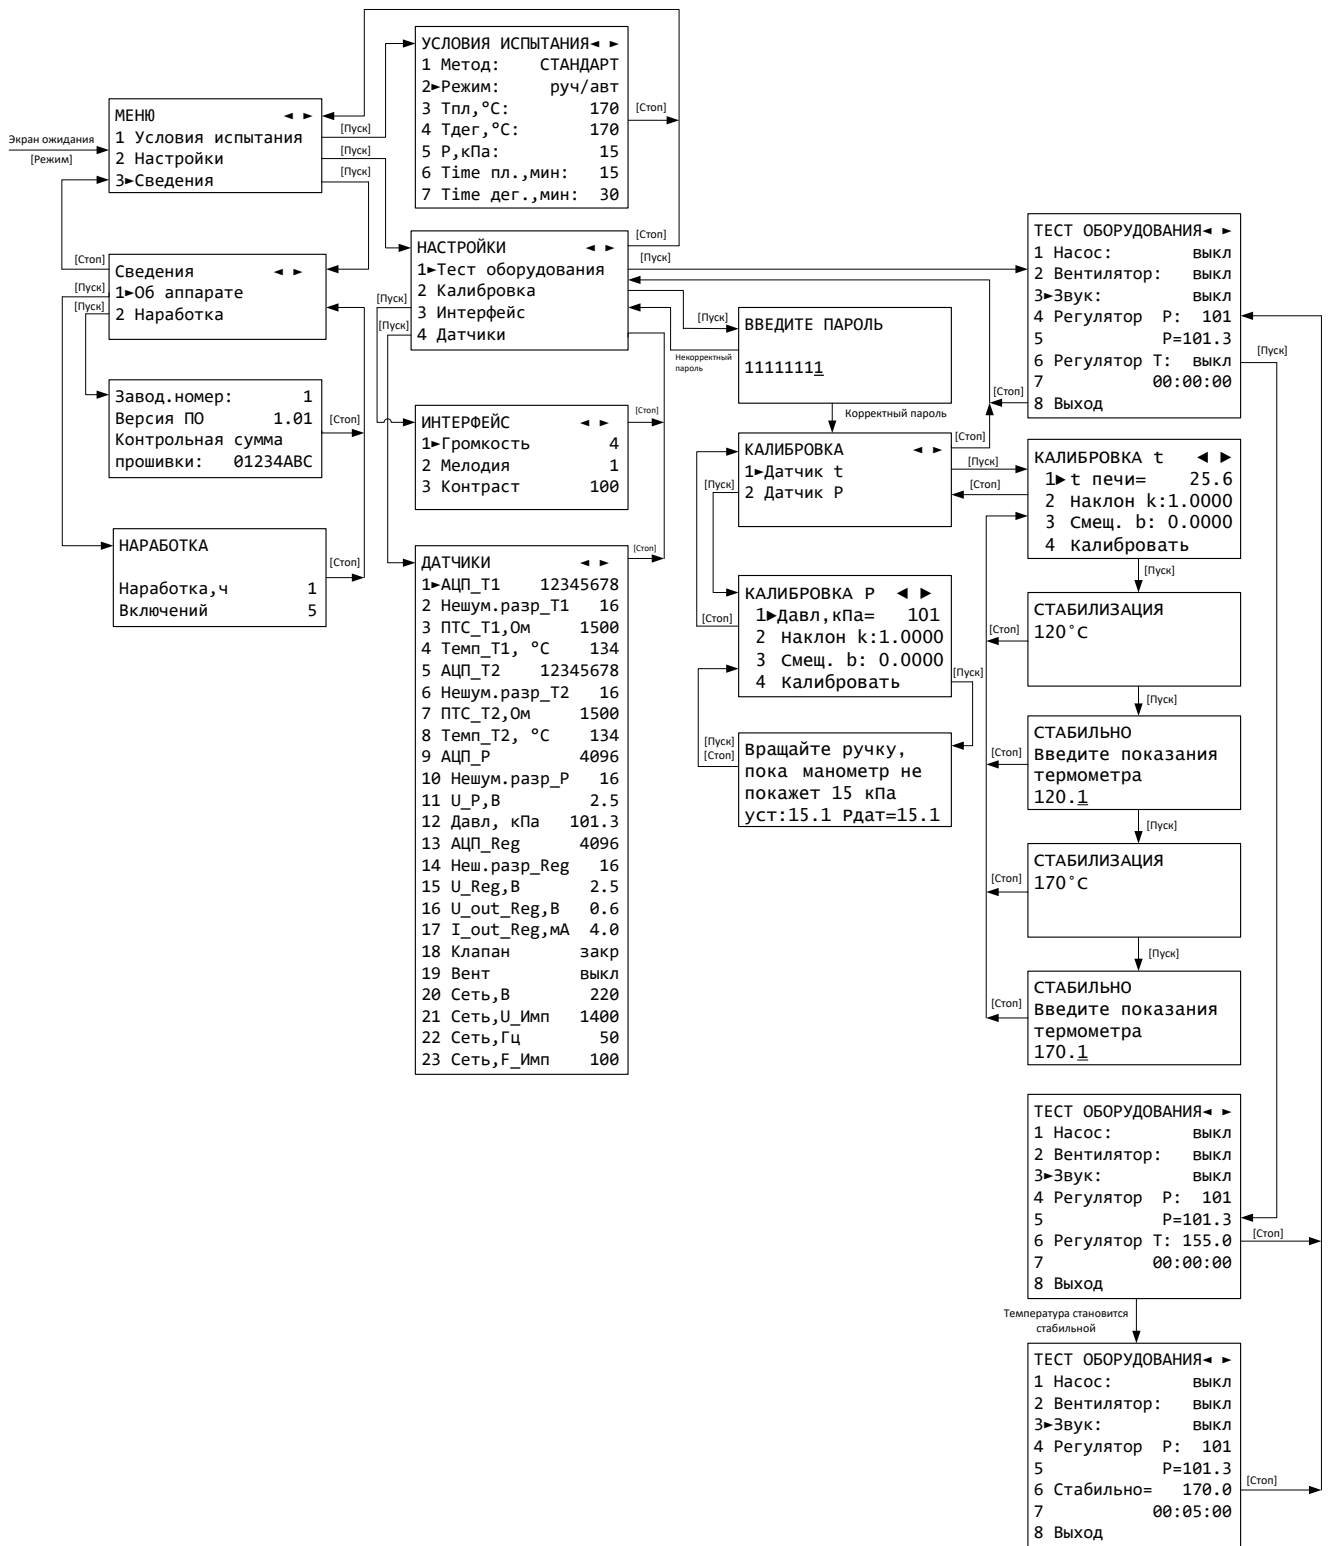 УСЛОВИЯ ИСПЫТАНИЯ◄ ►
1 Метод: СТАНДАРТ
2►Режим: руч/авт
3 Тпл,°С: 170
4 Тдег,°С: 170
5 Р,кПа: 15
6 Time пл.,мин: 15
7 Time дег.,мин: 30
[Стоп]
Экран ожидания
[Режим]
МЕНЮ ◄ ►
1 Условия испытания
2 Настройки
3►Сведения
[Пуск]
[Пуск]
[Пуск]
[Стоп]
Сведения ◄ ►
1►Об аппарате
2 Наработка
[Пуск]
[Пуск]
Завод.номер: 1
Версия ПО 1.01
Контрольная сумма
прошивки: 01234ABC
[Стоп]
НАРАБОТКА
Наработка,ч 1
Включений 5
[Стоп]
НАСТРОЙКИ ◄ ►
1►Тест оборудования
2 Калибровка
3 Интерфейс
4 Датчики
[Стоп]
[Пуск]
[Пуск]
[Пуск]
[Пуск]
Некорректный
пароль
ВВЕДИТЕ ПАРОЛЬ
11111111
Корректный пароль
ИНТЕРФЕЙС ◄ ►
1►Громкость 4
2 Мелодия 1
3 Контраст 100
[Стоп]
ДАТЧИКИ ◄ ►
1►АЦП_Т1 12345678
2 Нешум.разр_Т1 16
3 ПТС_Т1,Ом 1500
4 Темп_Т1, °С 134
5 АЦП_Т2 12345678
6 Нешум.разр_Т2 16
7 ПТС_Т2,Ом 1500
8 Темп_Т2, °С 134
9 АЦП_Р 4096
10 Нешум.разр_Р 16
11 U_P,В 2.5
12 Давл, кПа 101.3
13 АЦП_Reg 4096
14 Неш.разр_Reg 16
15 U_Reg,В 2.5
16 U_out_Reg,В 0.6
17 I_out_Reg,мА 4.0
18 Клапан закр
19 Вент выкл
20 Сеть,В 220
21 Сеть,U_Имп 1400
22 Сеть,Гц 50
23 Сеть,F_Имп 100
[Стоп]
КАЛИБРОВКА ◄ ►
1►Датчик t
2 Датчик Р
[Стоп]
[Пуск]
[Стоп]
[Пуск]
КАЛИБРОВКА Р ◄ ►
1►Давл,кПа= 101
2 Наклон k:1.0000
3 Смещ. b: 0.0000
4 Калибровать
[Стоп]
[Пуск]
Вращайте ручку,
пока манометр не
покажет 15 кПа
уст:15.1 Рдат=15.1
[Пуск]
[Стоп]
ТЕСТ ОБОРУДОВАНИЯ◄ ►
1 Насос: выкл
2 Вентилятор: выкл
3►Звук: выкл
4 Регулятор Р: 101
5 Р=101.3
6 Регулятор Т: выкл
7 00:00:00
8 Выход
[Пуск]
[Стоп]
КАЛИБРОВКА t ◄ ►
1► t печи= 25.6
2 Наклон k:1.0000
3 Смещ. b: 0.0000
4 Калибровать
[Пуск]
СТАБИЛИЗАЦИЯ
120°С
[Стоп]
[Пуск]
СТАБИЛЬНО
Введите показания
термометра
120.1
[Стоп]
[Пуск]
СТАБИЛИЗАЦИЯ
170°С
[Стоп]
[Пуск]
СТАБИЛЬНО
Введите показания
термометра
170.1
[Стоп]
ТЕСТ ОБОРУДОВАНИЯ◄ ►
1 Насос: выкл
2 Вентилятор: выкл
3►Звук: выкл
4 Регулятор Р: 101
5 Р=101.3
6 Регулятор Т: 155.0
7 00:00:00
8 Выход
[Стоп]
Температура становится
стабильной
ТЕСТ ОБОРУДОВАНИЯ◄ ►
1 Насос: выкл
2 Вентилятор: выкл
3►Звук: выкл
4 Регулятор Р: 101
5 Р=101.3
6 Стабильно= 170.0
7 00:05:00
8 Выход
[Стоп]